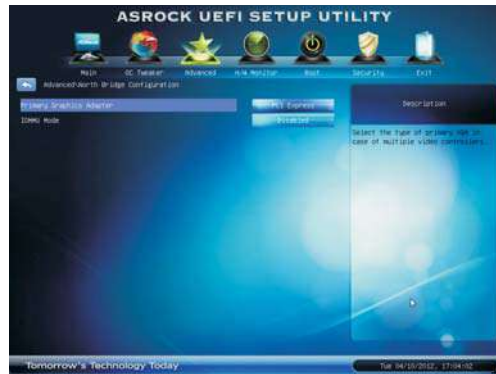 ASROCK UEFI SETUP UTILITY
Main
OC Tweaker
Advanced
H/W Monitor
Boot
Security
Exit
Advanced\North Bridge Configuration
Description
Primary Graphics Adapter
PCI Express
IOMMU Mode
Disabled
Select the type of primary VGA in
case of multiple video controllers.
Tomorrow's Technology Today
Tue 04/10/2012, 17:04:02